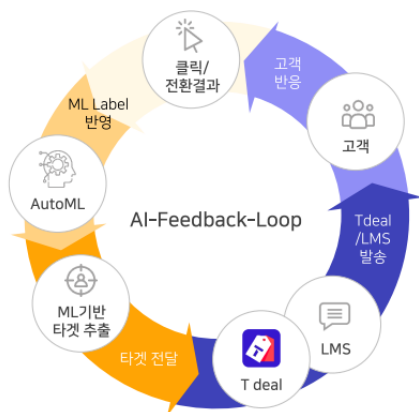 클릭/
전환결과
고객
반응
고객
Tdeal
/LMS
발송
LMS
T
T deal
타겟 전달
ML기반
타겟 추출
AutoML
ML Label
반영
AI-Feedback-Loop